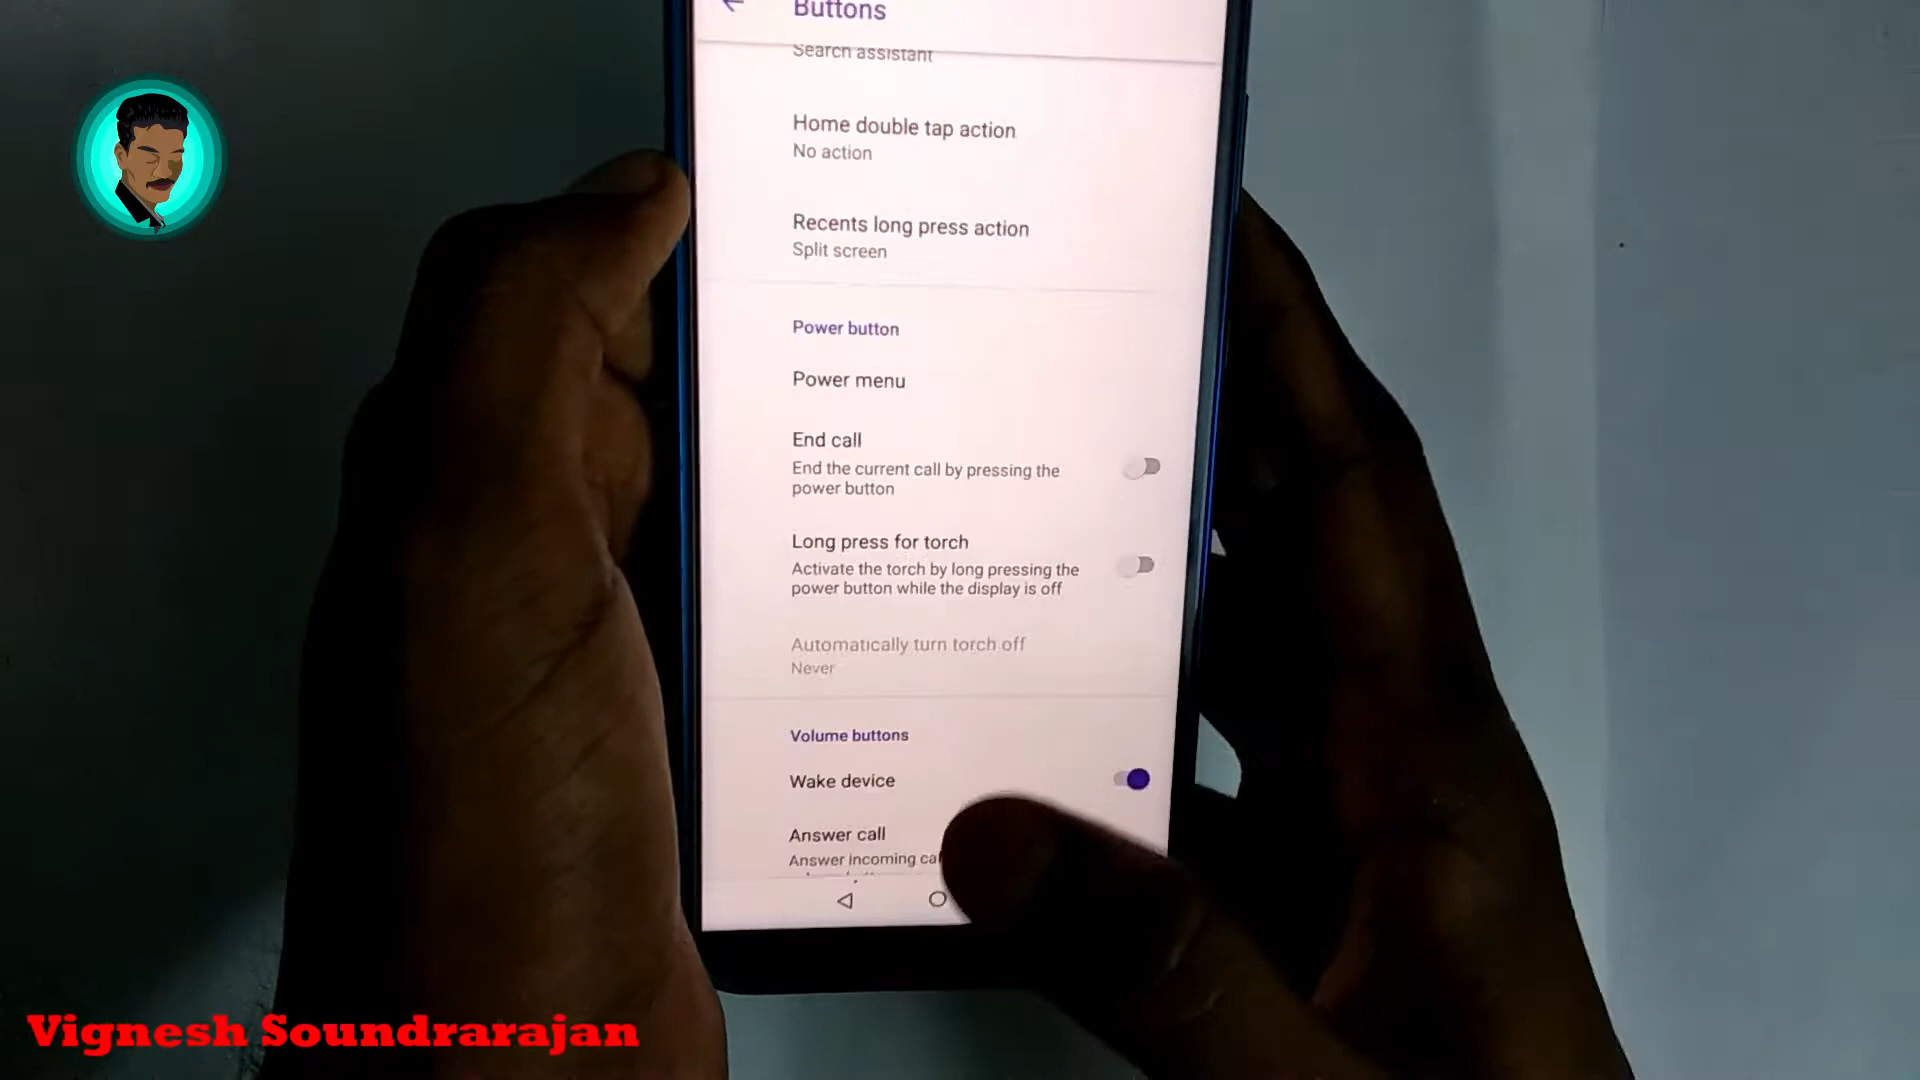 Buttons
Search assistant
Home double tap action
No action
Recents long press action
Split screen
Power button
Power menu
End call
End the current call by pressing the
power button
Long press for torch
Activate the torch by long pressing the
power button while the display is off
Automatically turn torch off
Never
Volume buttons
Wake device
Answer call
Answer incoming
Vignesh Soundrarajan